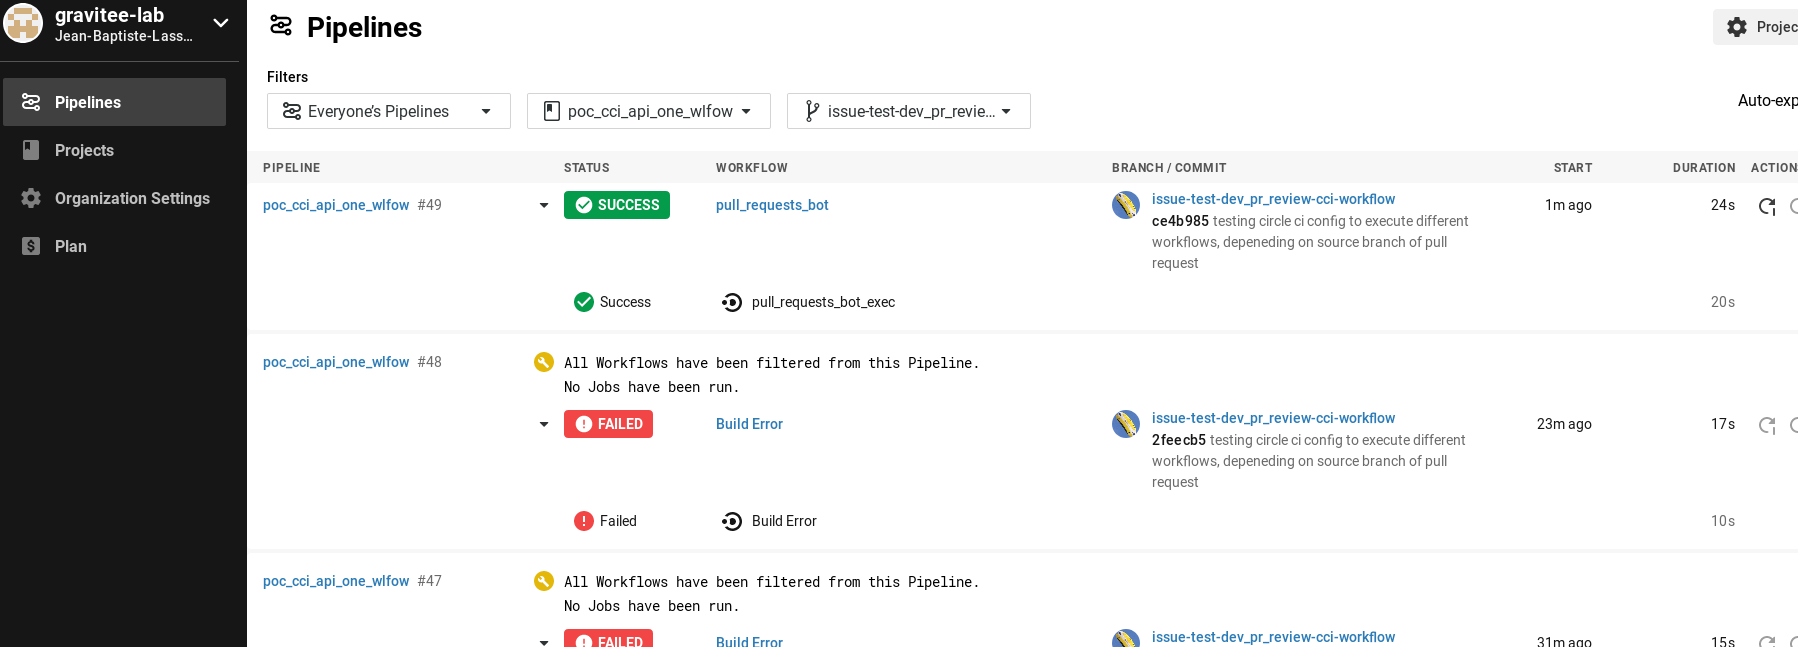 gravitee-lab
Jean-Baptiste-Lass...
Pipelines
Projects
Organization Settings
Plan
Pipelines
Projec
Filters
Everyone's Pipelines
poc_cci_api_one_wlfow
issue-test-dev_pr_revie...
Auto-exp
PIPELINE STATUS WORKFLOW BRANCH / COMMIT START DURATION ACTION
poc_cci_api_one_wlfow #49 SUCCESS pull_requests_bot issue-test-dev_pr_review-cci-workflow 1m ago 24s
ce4b985 testing circle ci config to execute different
workflows, depeneding on source branch of pull
request
Success pull_requests_bot_exec 20s
poc_cci_api_one_wlfow #48 All Workflows have been filtered from this Pipeline.
No Jobs have been run.
FAILED Build Error issue-test-dev_pr_review-cci-workflow 23m ago 17s
2feecb5 testing circle ci config to execute different
workflows, depeneding on source branch of pull
request
Failed Build Error 10s
poc_cci_api_one_wlfow #47 All Workflows have been filtered from this Pipeline.
No Jobs have been run.
FAILED Build Error issue-test-dev_pr_review-cci-workflow 31m ago 15s